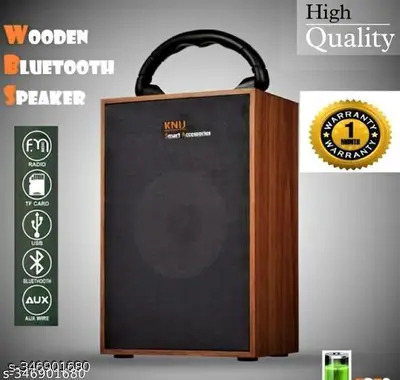 WOODEN
BLUETOOTH
SPEAKER
High
Quality
FM
RADIO
TF CARD
USB
BLUETOOTH
AUX
AUX WIRE
KNU
Smart Accessories
WARRANTY
1
MONTH
WARRANTY
s-346901680
s-346901680